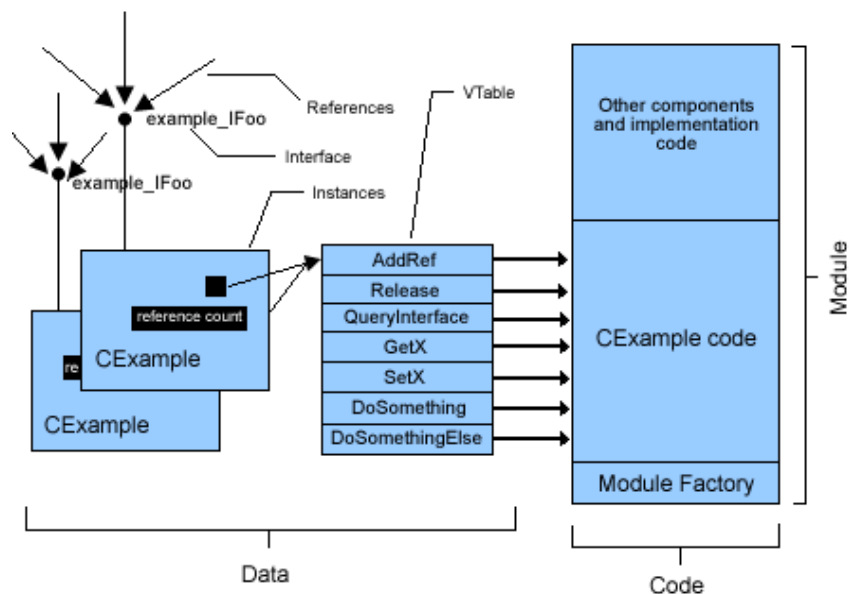 VTable
References
example_IFoo
Interface
example_IFoo
Instances
Other components
and implementation
code
AddRef
Release
QueryInterface
GetX
SetX
DoSomething
DoSomethingElse
reference count
CExample
re
CExample
CExample code
Module Factory
Module
Data
Code